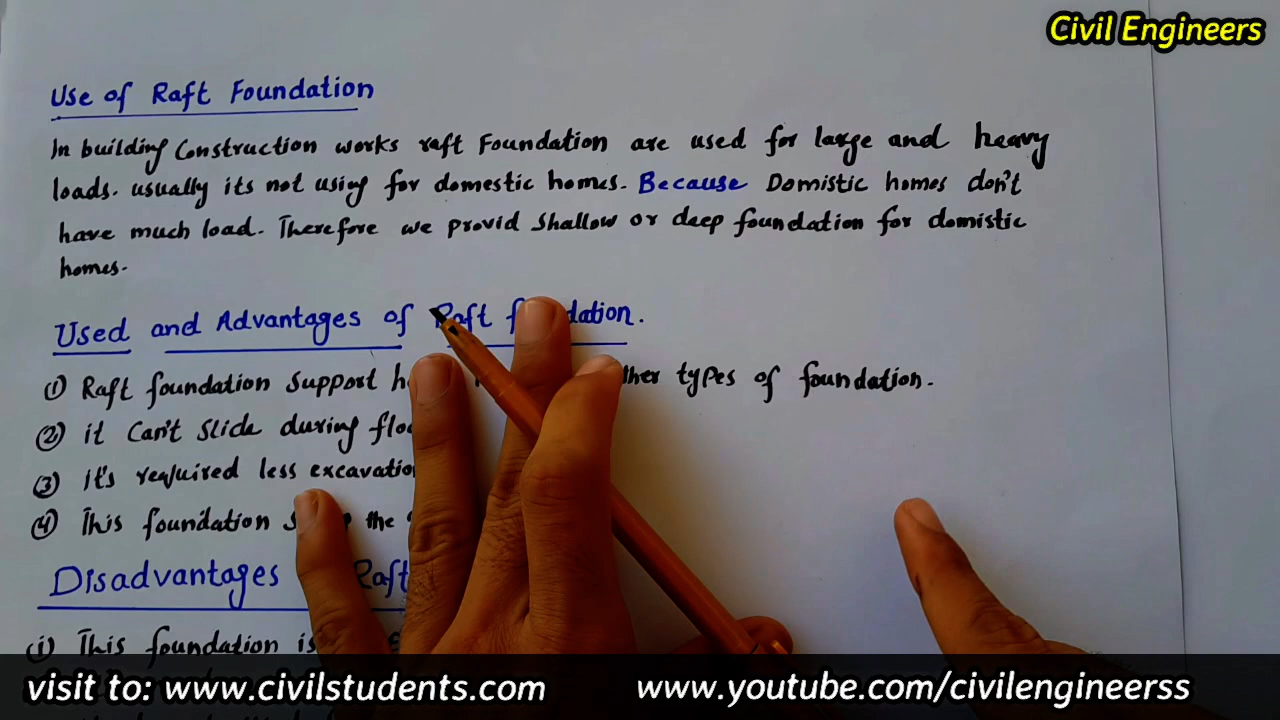 Civil Engineers
Use of Raft Foundation
In building Construction works raft Foundation are used for large and heavy
loads. usually its not using for domestic homes. Because Domistic homes don't
have much load. Therefore we provid shallow or deep foundation for domistic
homes.
Used and Advantages of Raft foundation.
① Raft foundation support types of foundation.
② it can't slide during
③ it's required less excavation
④ This foundation the
Disadvantages Raft
(i) This foundation is
visit to: www.civilstudents.com www.youtube.com/civilengineerss